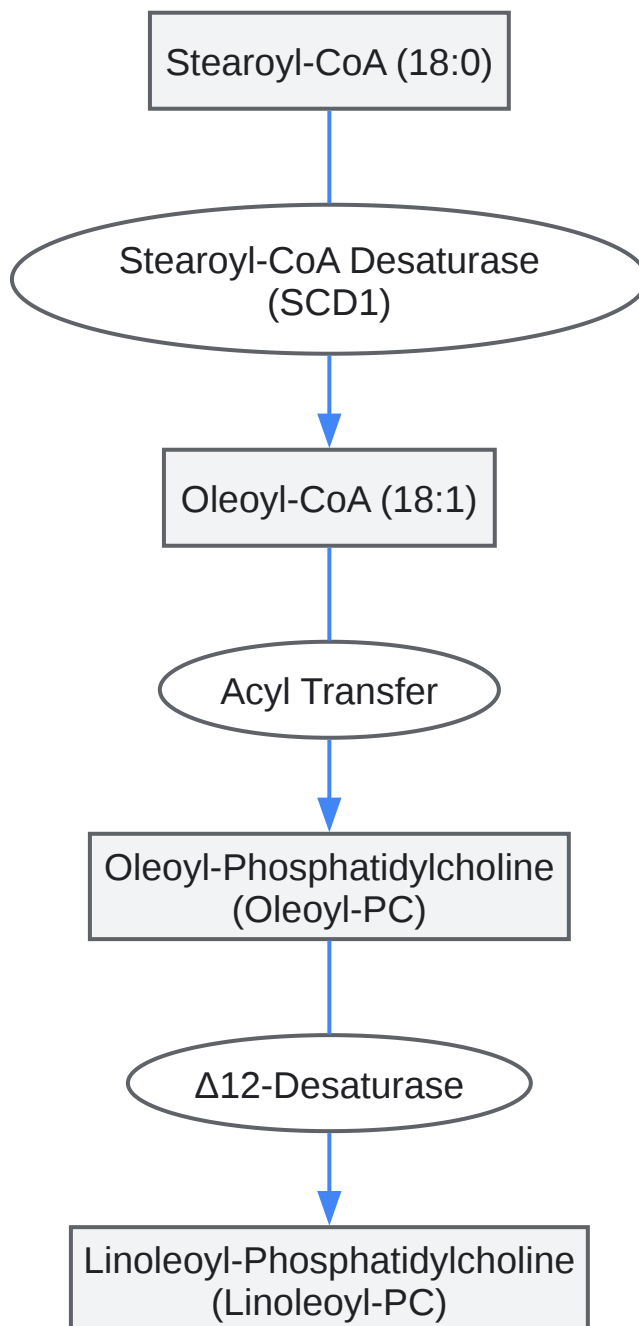 Stearoyl-CoA (18:0)
Stearoyl-CoA Desaturase
(SCD1)
Oleoyl-CoA (18:1)
Acyl Transfer
Oleoyl-Phosphatidylcholine
(Oleoyl-PC)
Δ12-Desaturase
Linoleoyl-Phosphatidylcholine
(Linoleoyl-PC)